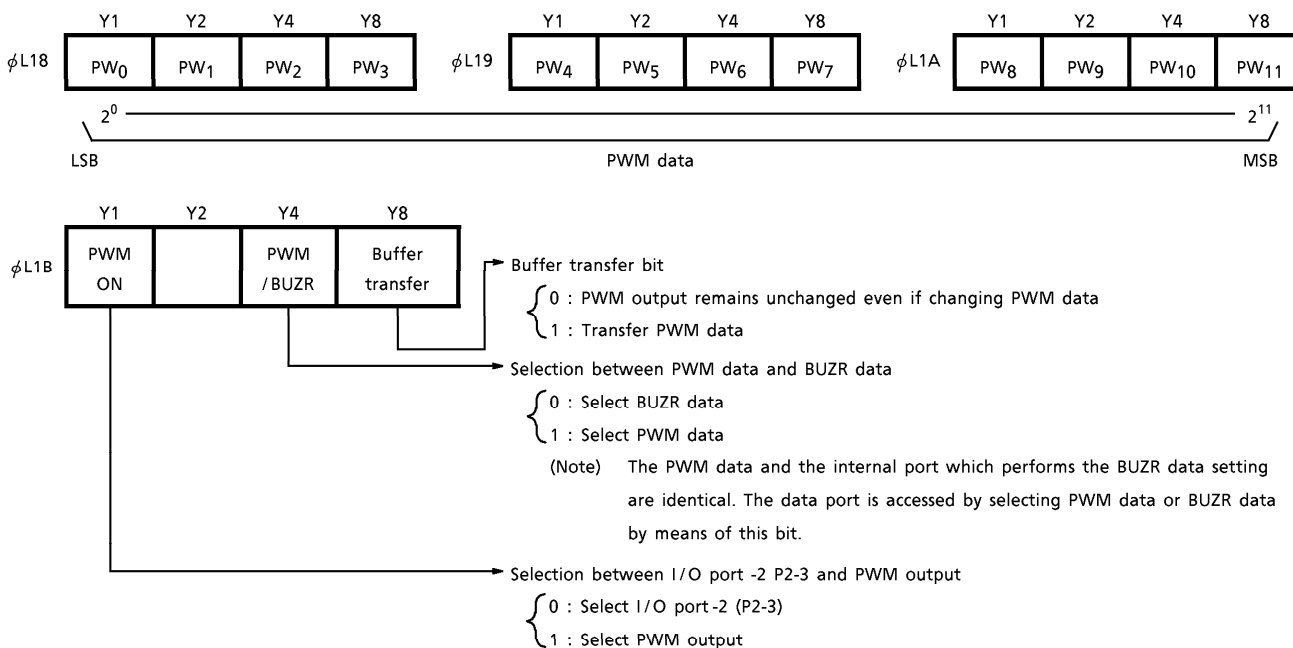 Y1 Y2 Y4 Y8 Y1 Y2 Y4 Y8 Y1 Y2 Y4 Y8
ϕL18 PW0 PW1 PW2 PW3 ϕL19 PW4 PW5 PW6 PW7 ϕL1A PW8 PW9 PW10 PW11
2^0 2^11
LSB PWM data MSB
Y1 Y2 Y4 Y8
ϕL1B
PWM
ON
PWM
/BUZR
Buffer
transfer
Buffer transfer bit
0 : PWM output remains unchanged even if changing PWM data
1 : Transfer PWM data
Selection between PWM data and BUZR data
0 : Select BUZR data
1 : Select PWM data
(Note) The PWM data and the internal port which performs the BUZR data setting
are identical. The data port is accessed by selecting PWM data or BUZR data
by means of this bit.
Selection between I/O port -2 P2-3 and PWM output
0 : Select I/O port-2 (P2-3)
1 : Select PWM output